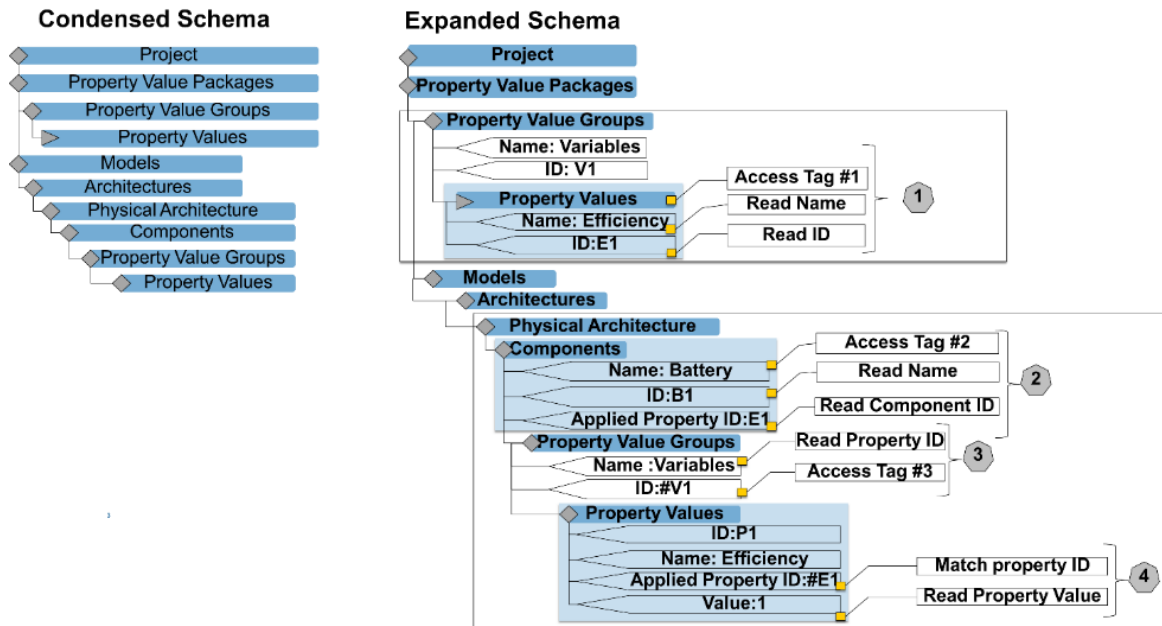 Condensed Schema
Project
Property Value Packages
Property Value Groups
Property Values
Models
Architectures
Physical Architecture
Components
Property Value Groups
Property Values
Expanded Schema
Project
Property Value Packages
Property Value Groups
Name: Variables
ID: V1
Property Values
Name: Efficiency
ID:E1
Access Tag #1
Read Name
Read ID
1
Models
Architectures
Physical Architecture
Components
Name: Battery
ID:B1
Applied Property ID:E1
Access Tag #2
Read Name
Read Component ID
2
Property Value Groups
Name :Variables
ID:#V1
Read Property ID
Access Tag #3
3
Property Values
ID:P1
Name: Efficiency
Applied Property ID:#E1
Value:1
Match property ID
Read Property Value
4